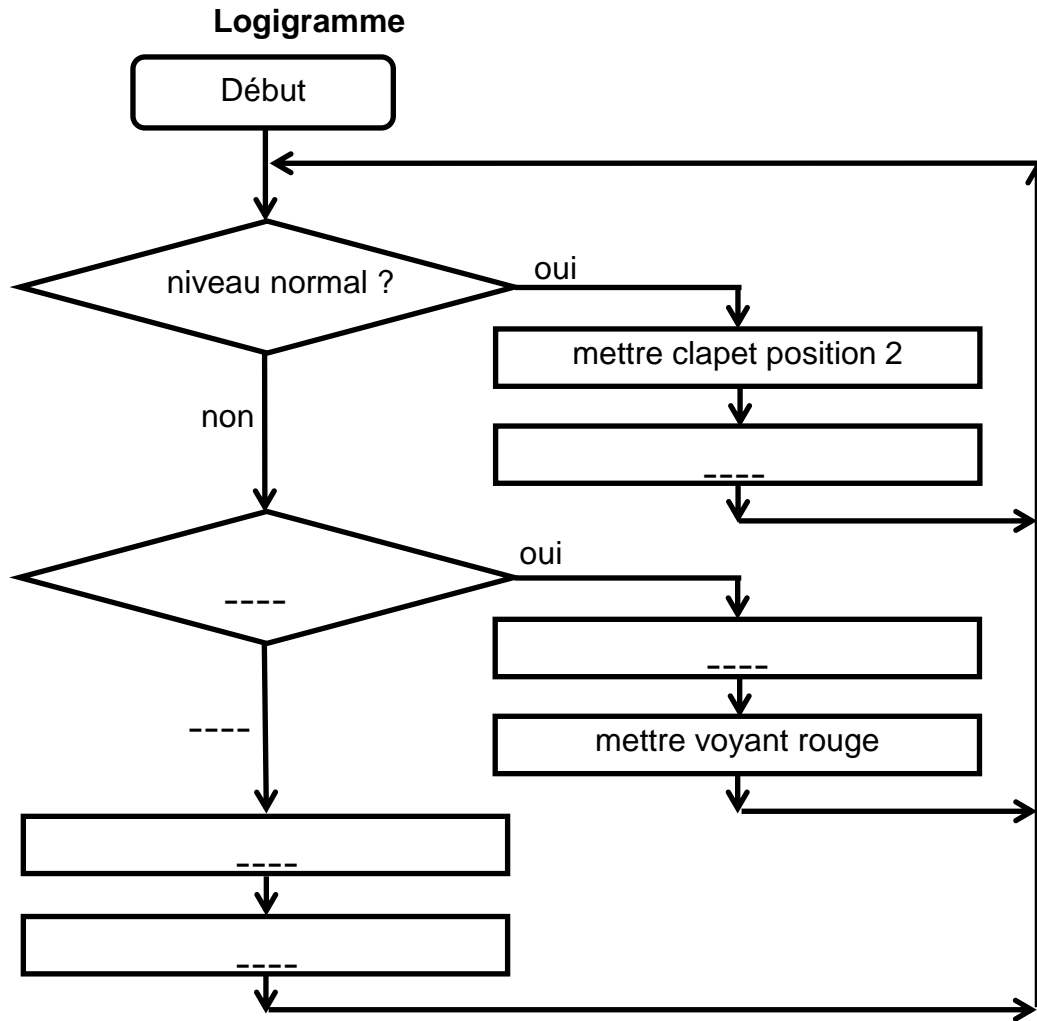 Logigramme
Début
niveau normal ?
oui
mettre clapet position 2
non
----
oui
----
----
----
mettre voyant rouge
----
----